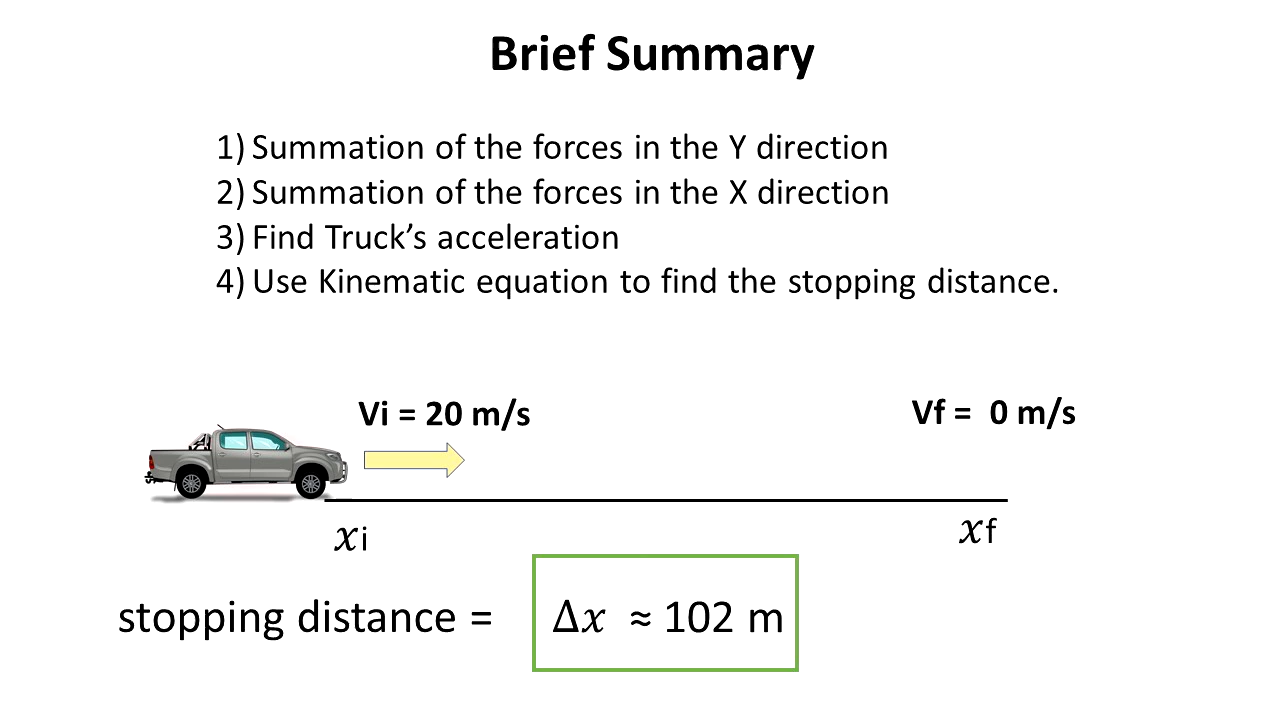 Brief Summary
1) Summation of the forces in the Y direction
2) Summation of the forces in the X direction
3) Find Truck’s acceleration
4) Use Kinematic equation to find the stopping distance.
Vi = 20 m/s
Vf =  0 m/s
𝑥i
𝑥f
stopping distance =
Δ𝑥 ≈ 102 m